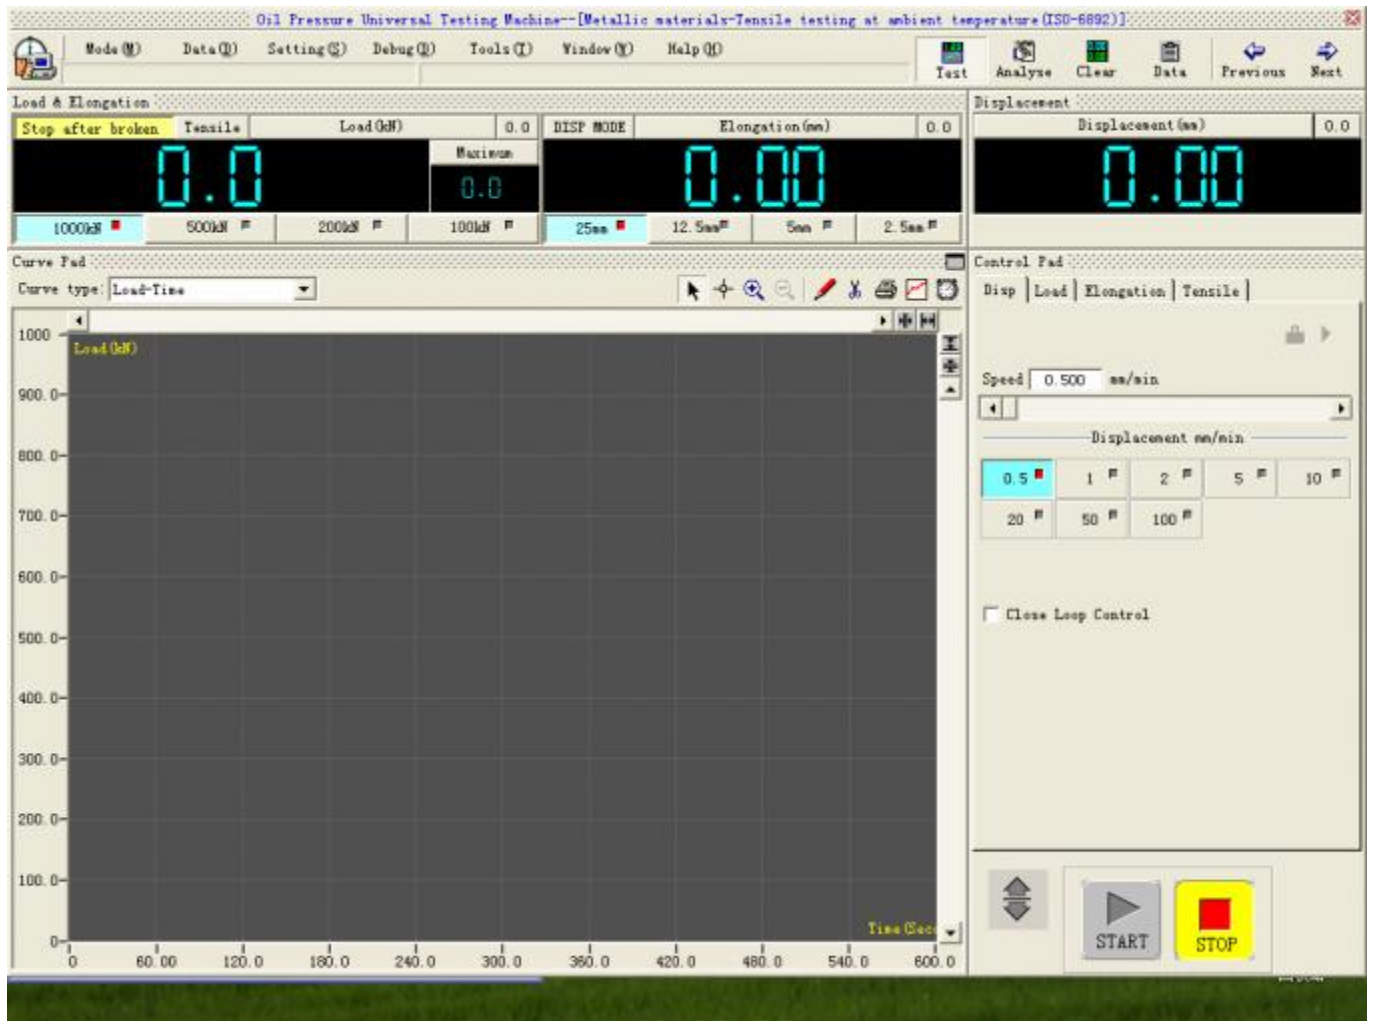 Oil Pressure Universal Testing Machine--[Metallic materials-Tensile testing at ambient temperature(ISO-6892)]
Mode(M) Data(D) Setting(S) Debug(D) Tools(T) Window(Y) Help(H)
Test Analyse Clear Data Previous Next
Load & Elongation
Stop after broken Tensile Load(kN) 0.0 DISP MODE Elongation(mm) 0.0
0.0 Maximum 0.0 0.00
1000kN 500kN 200kN 100kN 25mm 12.5mm 5mm 2.5mm
Displacement
Displacement(mm) 0.0
0.00
Curve Pad
Curve type: Load-Time
Load(kN)
1000
900.0
800.0
700.0
600.0
500.0
400.0
300.0
200.0
100.0
0
Time(Sec
0 60.00 120.0 180.0 240.0 300.0 360.0 420.0 480.0 540.0 600.0
Control Pad
Disp Load Elongation Tensile
Speed 0.500 mm/min
Displacement mm/min
0.5 1 2 5 10
20 50 100
Close Loop Control
START STOP